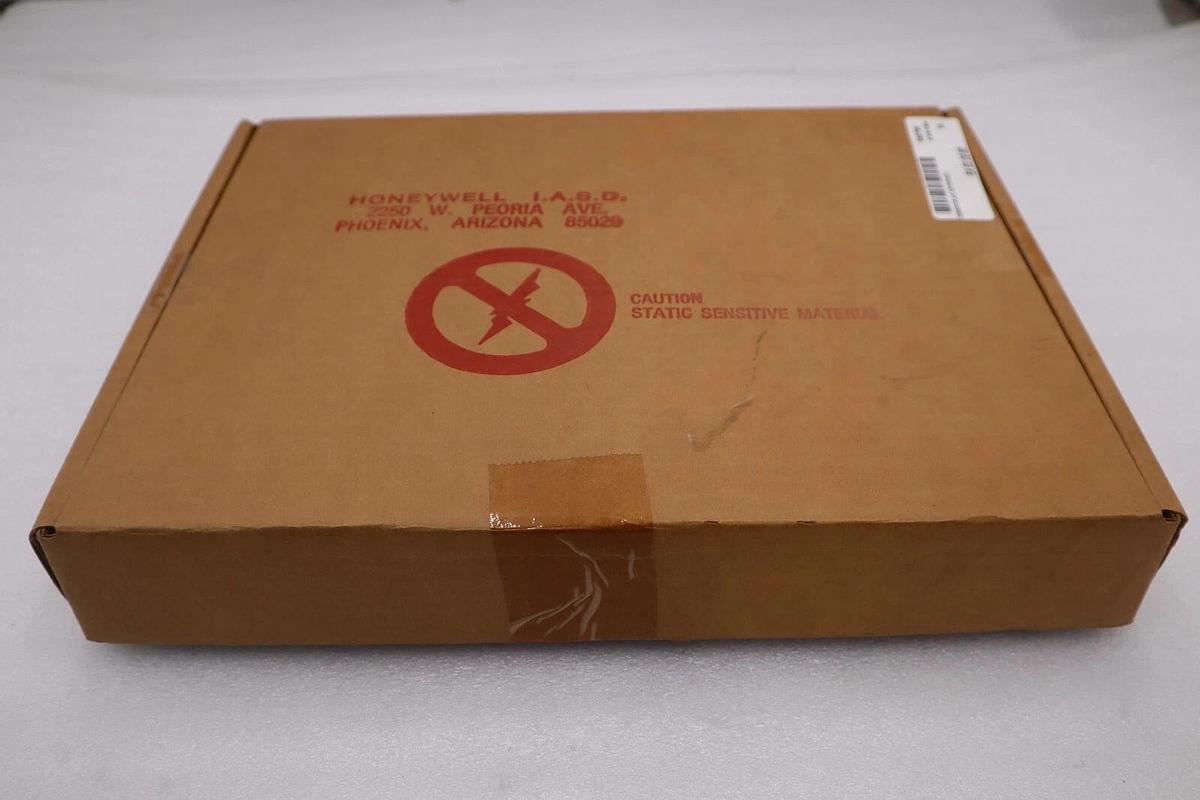 HONEYWELL I.A.S.D.
2250 W. PEORIA AVE.
PHOENIX, ARIZONA 85029
CAUTION
STATIC SENSITIVE MATERIAL